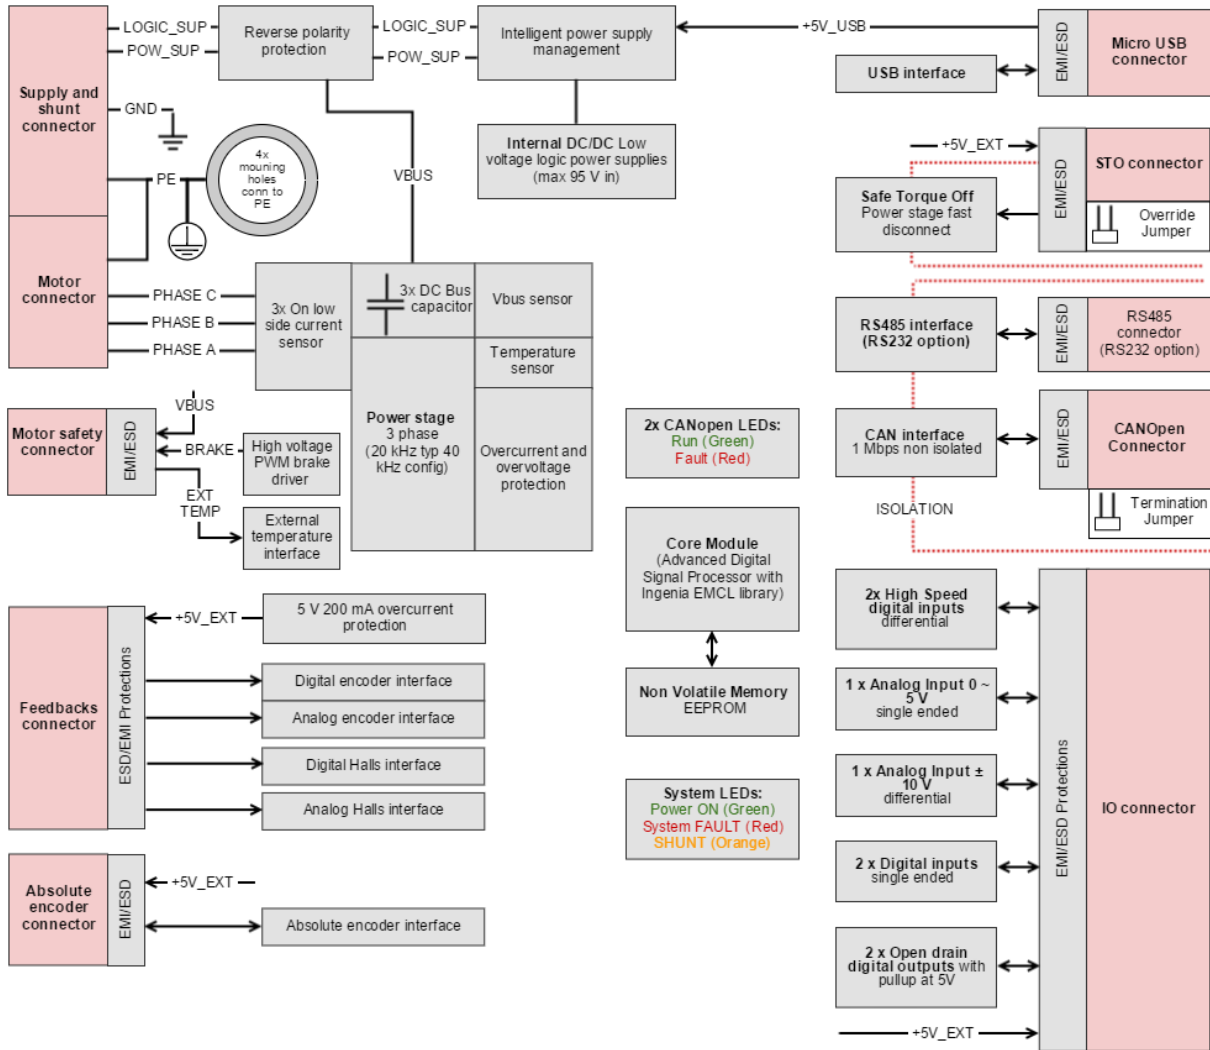 LOGIC_SUP
POW_SUP
Reverse polarity
protection
LOGIC_SUP
POW_SUP
Intelligent power supply
management
+5V_USB
EMI/ESD
Micro USB
connector
USB interface
Supply and
shunt
connector
GND
PE
4x
mouning
holes
conn to
PE
VBUS
Internal DC/DC Low
voltage logic power supplies
(max 95 V in)
+5V_EXT
EMI/ESD
STO connector
Safe Torque Off
Power stage fast
disconnect
Override
Jumper
Motor
connector
PHASE C
PHASE B
PHASE A
3x On low
side current
sensor
3x DC Bus
capacitor
Vbus sensor
Temperature
sensor
Power stage
3 phase
(20 kHz typ 40
kHz config)
Overcurrent and
overvoltage
protection
RS485 interface
(RS232 option)
EMI/ESD
RS485
connector
(RS232 option)
Motor safety
connector
EMI/ESD
VBUS
BRAKE
High voltage
PWM brake
driver
EXT
TEMP
External
temperature
interface
2x CANopen LEDs:
Run (Green)
Fault (Red)
CAN interface
1 Mbps non isolated
EMI/ESD
CANOpen
Connector
Termination
Jumper
ISOLATION
Core Module
(Advanced Digital
Signal Processor with
Ingenia EMCL library)
Non Volatile Memory
EEPROM
System LEDs:
Power ON (Green)
System FAULT (Red)
SHUNT (Orange)
Feedbacks
connector
ESD/EMI Protections
+5V_EXT
5 V 200 mA overcurrent
protection
Digital encoder interface
Analog encoder interface
Digital Halls interface
Analog Halls interface
Absolute
encoder
connector
EMI/ESD
+5V_EXT
Absolute encoder interface
2x High Speed
digital inputs
differential
1 x Analog Input 0 ~
5 V
single ended
1 x Analog Input ±
10 V
differential
2 x Digital inputs
single ended
2 x Open drain
digital outputs with
pullup at 5V
+5V_EXT
EMI/ESD Protections
IO connector